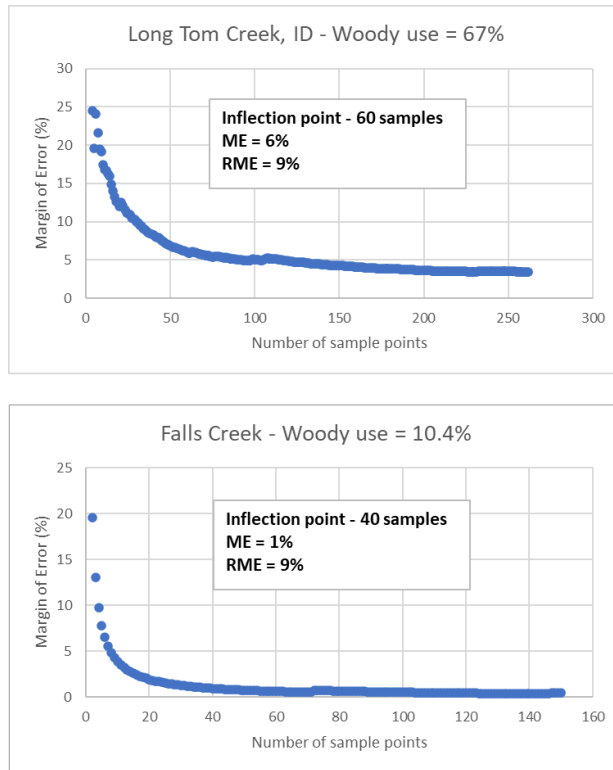 Long Tom Creek, ID - Woody use = 67%
30
25
20
15
10
5
0
Margin of Error (%)
Inflection point - 60 samples
ME = 6%
RME = 9%
0 50 100 150 200 250 300
Number of sample points
Falls Creek - Woody use = 10.4%
25
20
15
10
5
0
Margin of Error (%)
Inflection point - 40 samples
ME = 1%
RME = 9%
0 20 40 60 80 100 120 140 160
Number of sample points